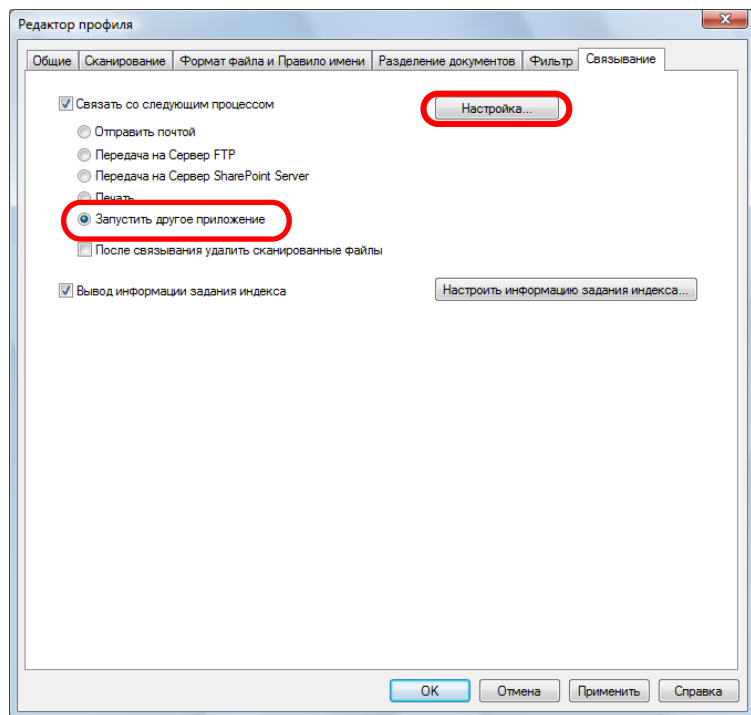 Редактор профиля
Общие Сканирование Формат файла и Правило имени Разделение документов Фильтр Связывание
Связать со следующим процессом Настройка...
Отправить почтой
Передача на Сервер FTP
Передача на Сервер SharePoint Server
Печать
Запустить другое приложение
После связывания удалить сканированные файлы
Вывод информации задания индекса Настроить информацию задания индекса...
OK Отмена Применить Справка